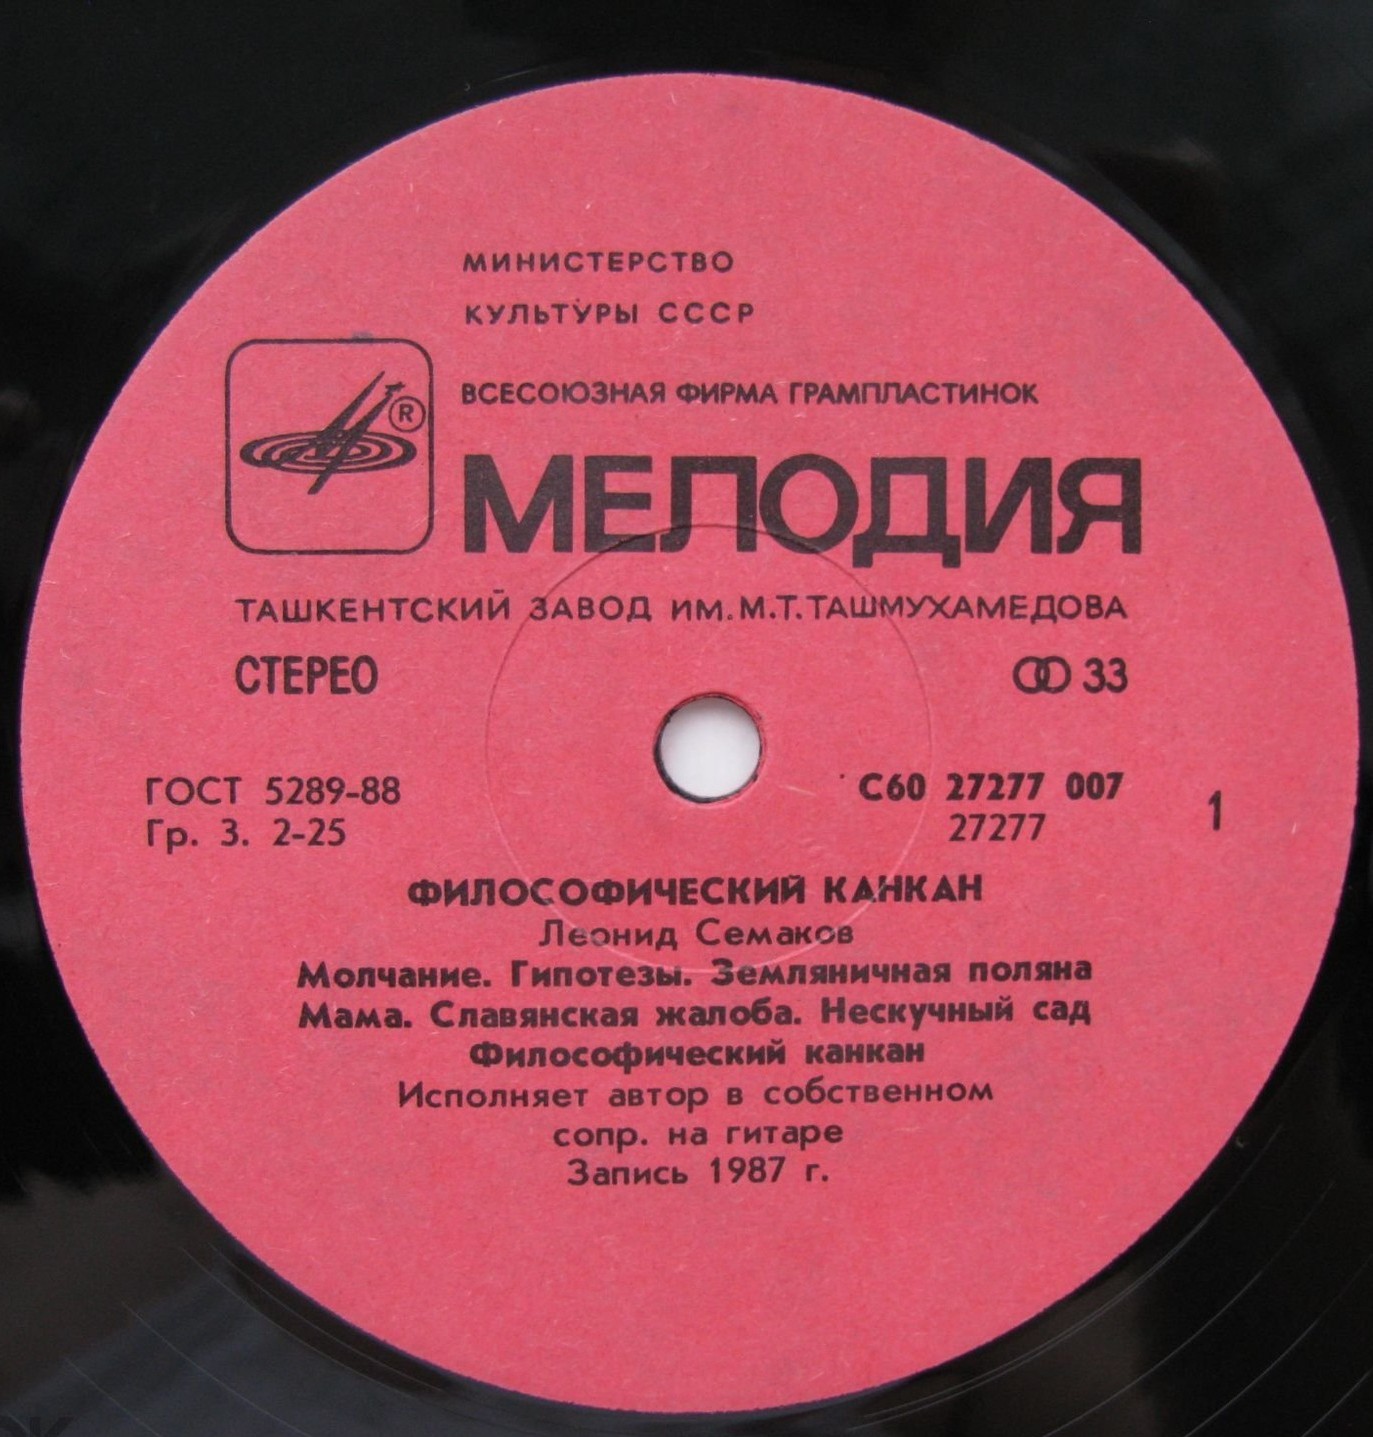 МИНИСТЕРСТВО
КУЛЬТУРЫ СССР
ВСЕСОЮЗНАЯ ФИРМА ГРАМПЛАСТИНОК
®
МЕЛОДИЯ
ТАШКЕНТСКИЙ ЗАВОД ИМ. М.Т. ТАШМУХАМЕДОВА
СТЕРЕО 33
ГОСТ 5289-88 С60 27277 007
Гр. 3. 2-25 27277 1
ФИЛОСОФИЧЕСКИЙ КАНКАН
Леонид Семаков
Молчание. Гипотезы. Земляничная поляна
Мама. Славянская жалоба. Нескучный сад
Философический канкан
Исполняет автор в собственном
сопр. на гитаре
Запись 1987 г.